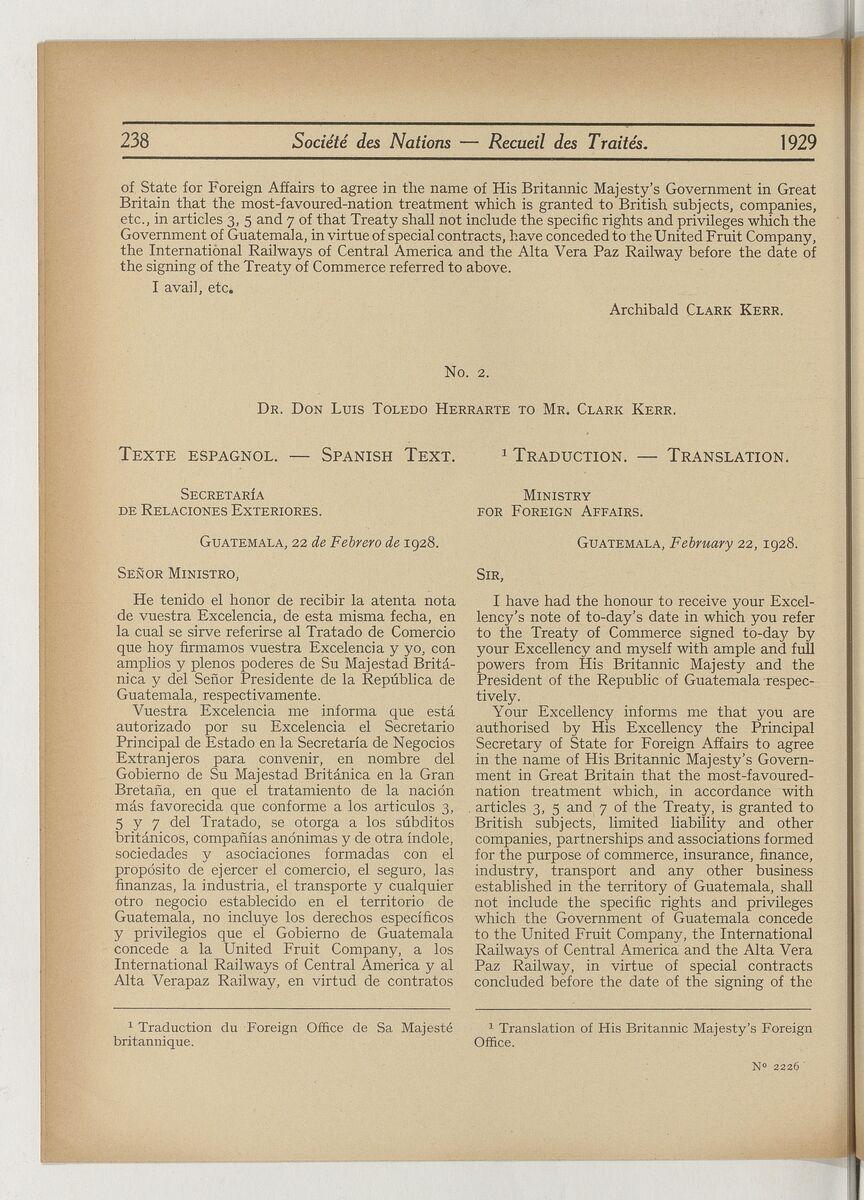 238 Société des Nations — Recueil des Traités. 1929
of State for Foreign Affairs to agree in the name of His Britannic Majesty's Government in Great
Britain that the most-favoured-nation treatment which is granted to British subjects, companies,
etc., in articles 3, 5 and 7 of that Treaty shall not include the specific rights and privileges which the
Government of Guatemala, in virtue of special contracts, have conceded to the United Fruit Company,
the International Railways of Central America and the Alta Vera Paz Railway before the date of
the signing of the Treaty of Commerce referred to above.
I avail, etc.
Archibald CLARK KERR.
No. 2.
DR. DON LUIS TOLEDO HERRARTE TO MR. CLARK KERR.
TEXTE ESPAGNOL. — SPANISH TEXT.
SECRETARÍA
DE RELACIONES EXTERIORES.
GUATEMALA, 22 de Febrero de 1928.
SEÑOR MINISTRO,
He tenido el honor de recibir la atenta nota
de vuestra Excelencia, de esta misma fecha, en
la cual se sirve referirse al Tratado de Comercio
que hoy firmamos vuestra Excelencia y yo, con
amplios y plenos poderes de Su Majestad Britá-
nica y del Señor Presidente de la República de
Guatemala, respectivamente.
Vuestra Excelencia me informa que está
autorizado por su Excelencia el Secretario
Principal de Estado en la Secretaría de Negocios
Extranjeros para convenir, en nombre del
Gobierno de Su Majestad Británica en la Gran
Bretaña, en que el tratamiento de la nación
más favorecida que conforme a los articulos 3,
5 y 7 del Tratado, se otorga a los súbditos
británicos, compañías anónimas y de otra índole,
sociedades y asociaciones formadas con el
propósito de ejercer el comercio, el seguro, las
finanzas, la industria, el transporte y cualquier
otro negocio establecido en el territorio de
Guatemala, no incluye los derechos específicos
y privilegios que el Gobierno de Guatemala
concede a la United Fruit Company, a los
International Railways of Central America y al
Alta Verapaz Railway, en virtud de contratos
1 Traduction du Foreign Office de Sa Majesté
britannique.
1 TRADUCTION. — TRANSLATION.
MINISTRY
FOR FOREIGN AFFAIRS.
GUATEMALA, February 22, 1928.
SIR,
I have had the honour to receive your Excel-
lency's note of to-day's date in which you refer
to the Treaty of Commerce signed to-day by
your Excellency and myself with ample and full
powers from His Britannic Majesty and the
President of the Republic of Guatemala respec-
tively.
Your Excellency informs me that you are
authorised by His Excellency the Principal
Secretary of State for Foreign Affairs to agree
in the name of His Britannic Majesty's Govern-
ment in Great Britain that the most-favoured-
nation treatment which, in accordance with
articles 3, 5 and 7 of the Treaty, is granted to
British subjects, limited liability and other
companies, partnerships and associations formed
for the purpose of commerce, insurance, finance,
industry, transport and any other business
established in the territory of Guatemala, shall
not include the specific rights and privileges
which the Government of Guatemala concede
to the United Fruit Company, the International
Railways of Central America and the Alta Vera
Paz Railway, in virtue of special contracts
concluded before the date of the signing of the
1 Translation of His Britannic Majesty's Foreign
Office.
No 2226